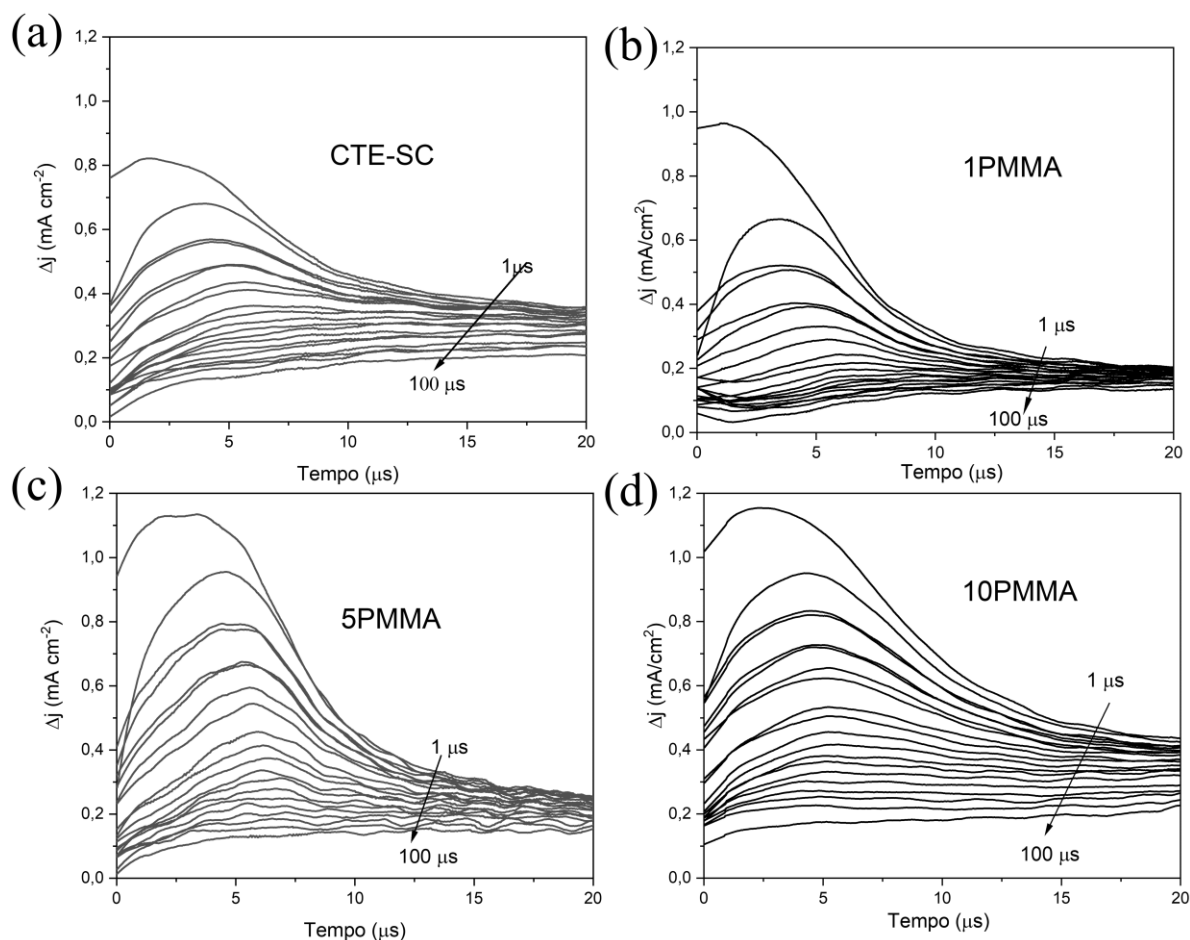 (a)
1,2
1,0
0,8
0,6
0,4
0,2
0,0
Δj (mA cm⁻²)
CTE-SC
1μs
100 μs
0 5 10 15 20
Tempo (μs)
(b)
1,2
1,0
0,8
0,6
0,4
0,2
0,0
Δj (mA/cm²)
1PMMA
1 μs
100 μs
0 5 10 15 20
Tempo (μs)
(c)
1,2
1,0
0,8
0,6
0,4
0,2
0,0
Δj (mA cm⁻²)
5PMMA
1 μs
100 μs
0 5 10 15 20
Tempo (μs)
(d)
1,2
1,0
0,8
0,6
0,4
0,2
0,0
Δj (mA/cm²)
10PMMA
1 μs
100 μs
0 5 10 15 20
Tempo (μs)